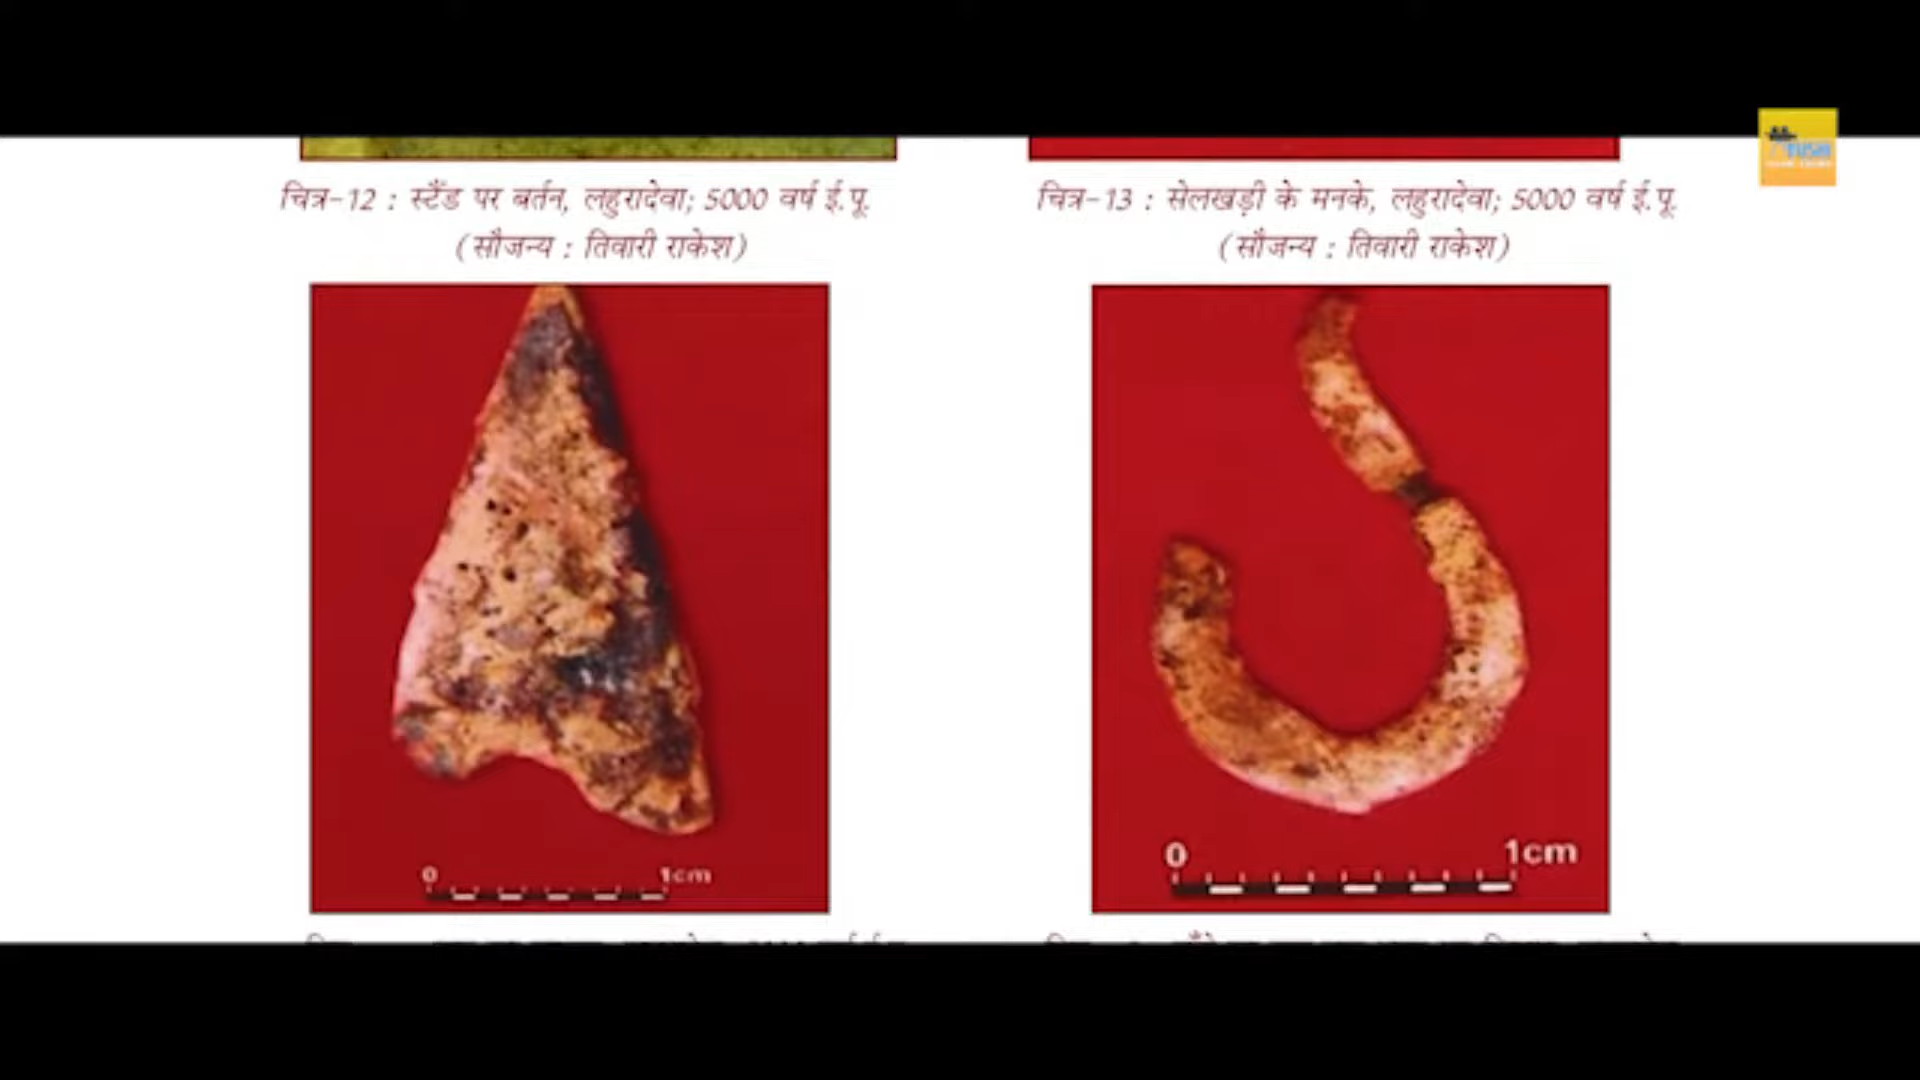 चित्र-12 : स्टैंड पर बर्तन, लहुरादेवा; 5000 वर्ष ई.पू.
(सौजन्य : तिवारी राकेश)
चित्र-13 : सेलखड़ी के मनके, लहुरादेवा; 5000 वर्ष ई.पू.
(सौजन्य : तिवारी राकेश)
0 1cm
0 1cm